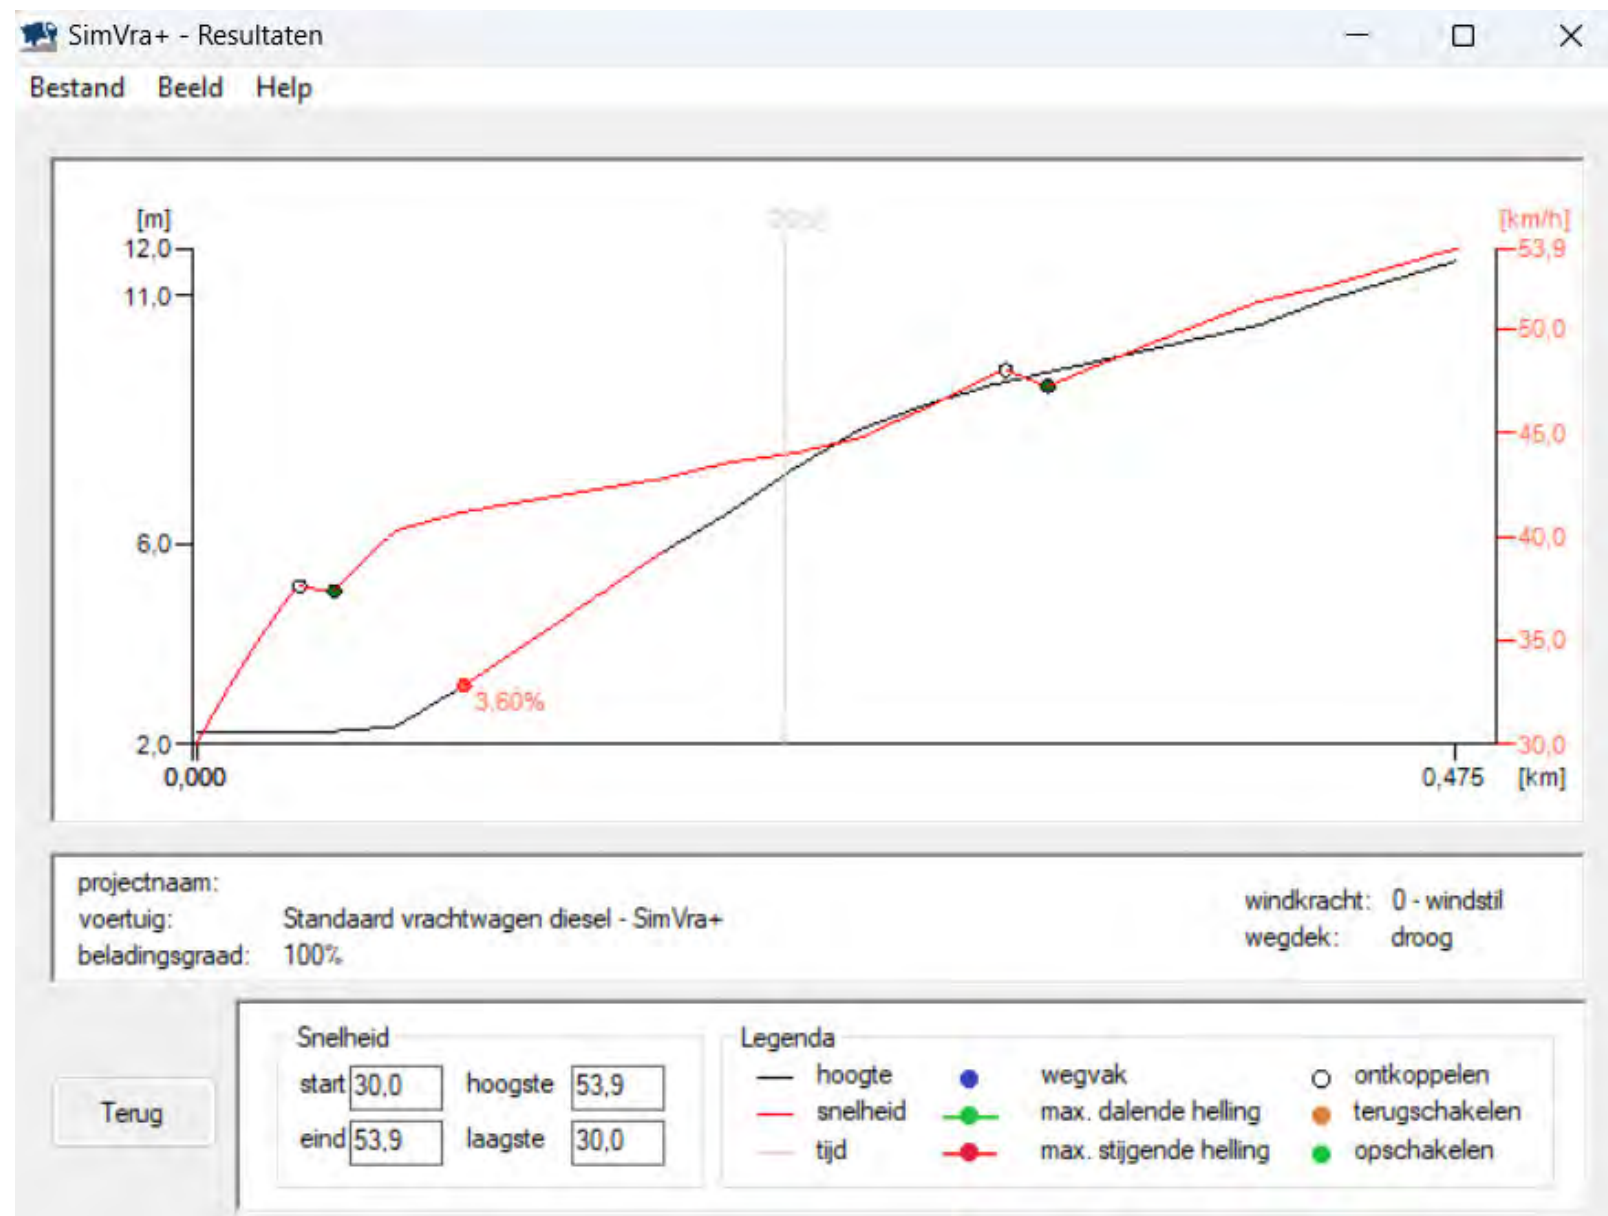 SimVra+ - Resultaten
Bestand Beeld Help
[m]
[km/h]
12,0
53,9
11,0
50,0
45,0
6,0
40,0
35,0
3,60%
2,0
30,0
0,000
0,475 [km]
projectnaam:
voertuig: Standaard vrachtwagen diesel - SimVra+
beladingsgraad: 100%
windkracht: 0 - windstil
wegdek: droog
Terug
Snelheid
start 30,0 hoogste 53,9
eind 53,9 laagste 30,0
Legenda
hoogte wegvak ontkoppelen
snelheid max. dalende helling terugschakelen
tijd max. stijgende helling opschakelen